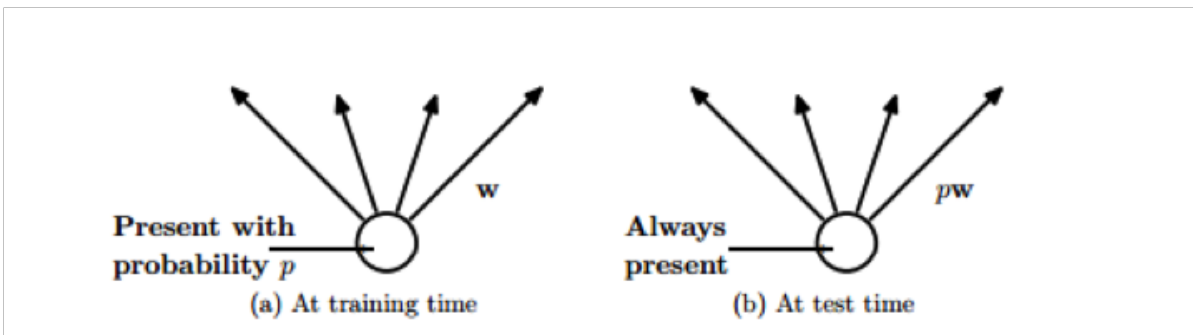 w
Present with
probability p
(a) At training time
pw
Always
present
(b) At test time